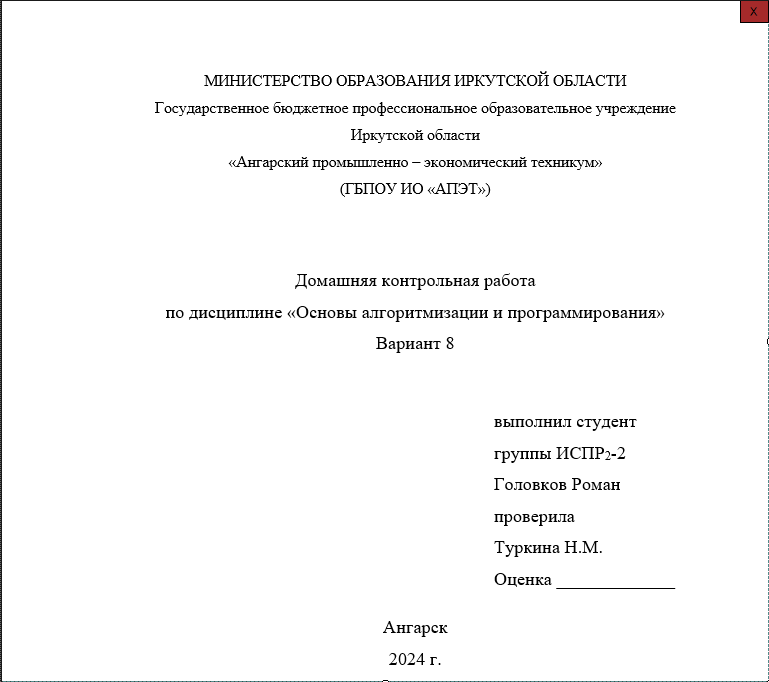 X
МИНИСТЕРСТВО ОБРАЗОВАНИЯ ИРКУТСКОЙ ОБЛАСТИ
Государственное бюджетное профессиональное образовательное учреждение
Иркутской области
«Ангарский промышленно – экономический техникум»
(ГБПОУ ИО «АПЭТ»)
Домашняя контрольная работа
по дисциплине «Основы алгоритмизации и программирования»
Вариант 8
выполнил студент
группы ИСПР2-2
Головков Роман
проверила
Туркина Н.М.
Оценка ______________
Ангарск
2024 г.